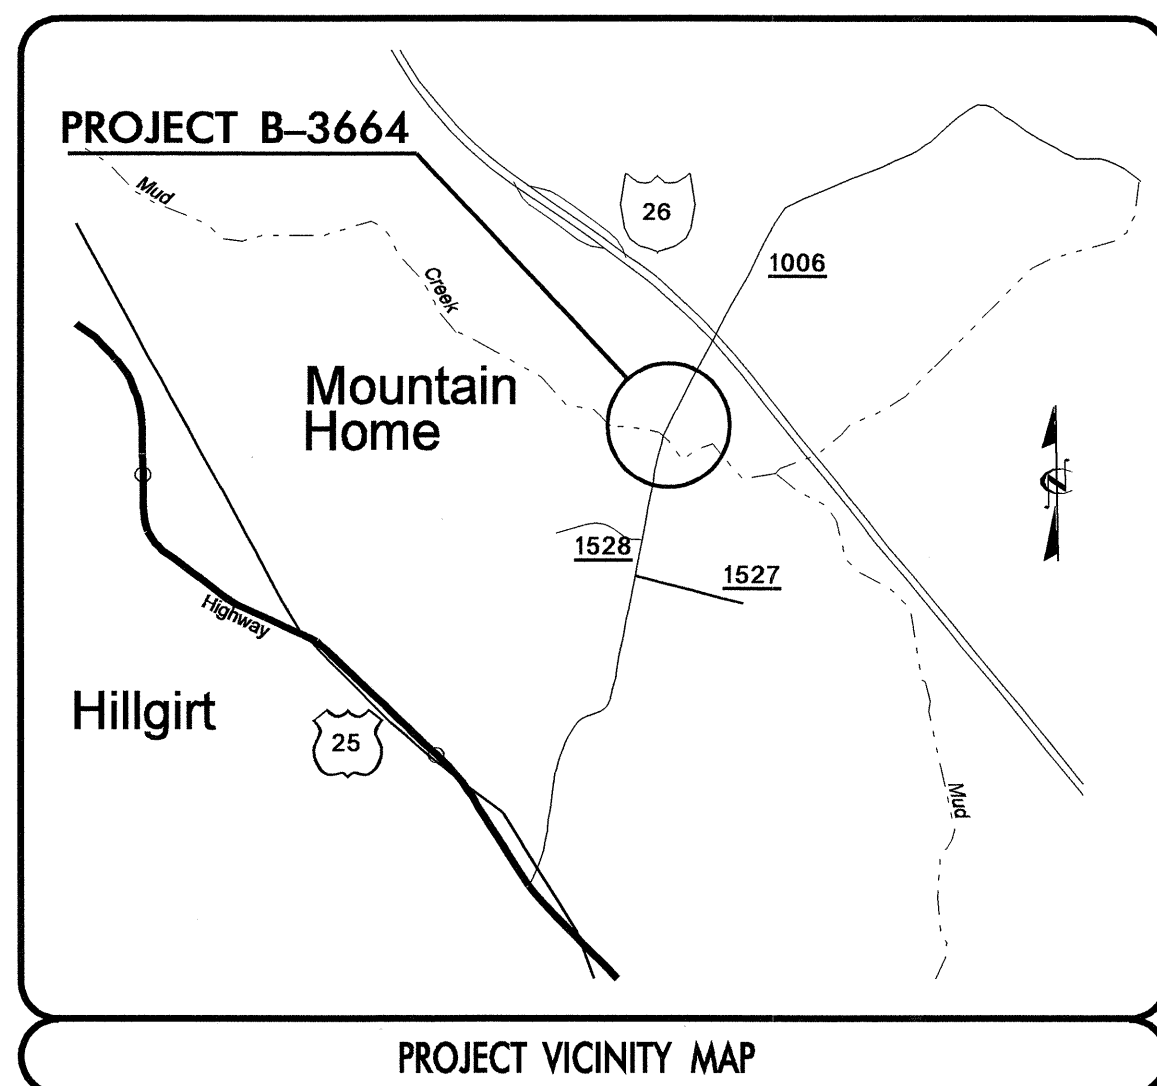 PROJECT B–3664
Mud
26
1006
Creek
Mountain
Home
1528
1527
Highway
Hillgirt
25
Mud
PROJECT VICINITY MAP